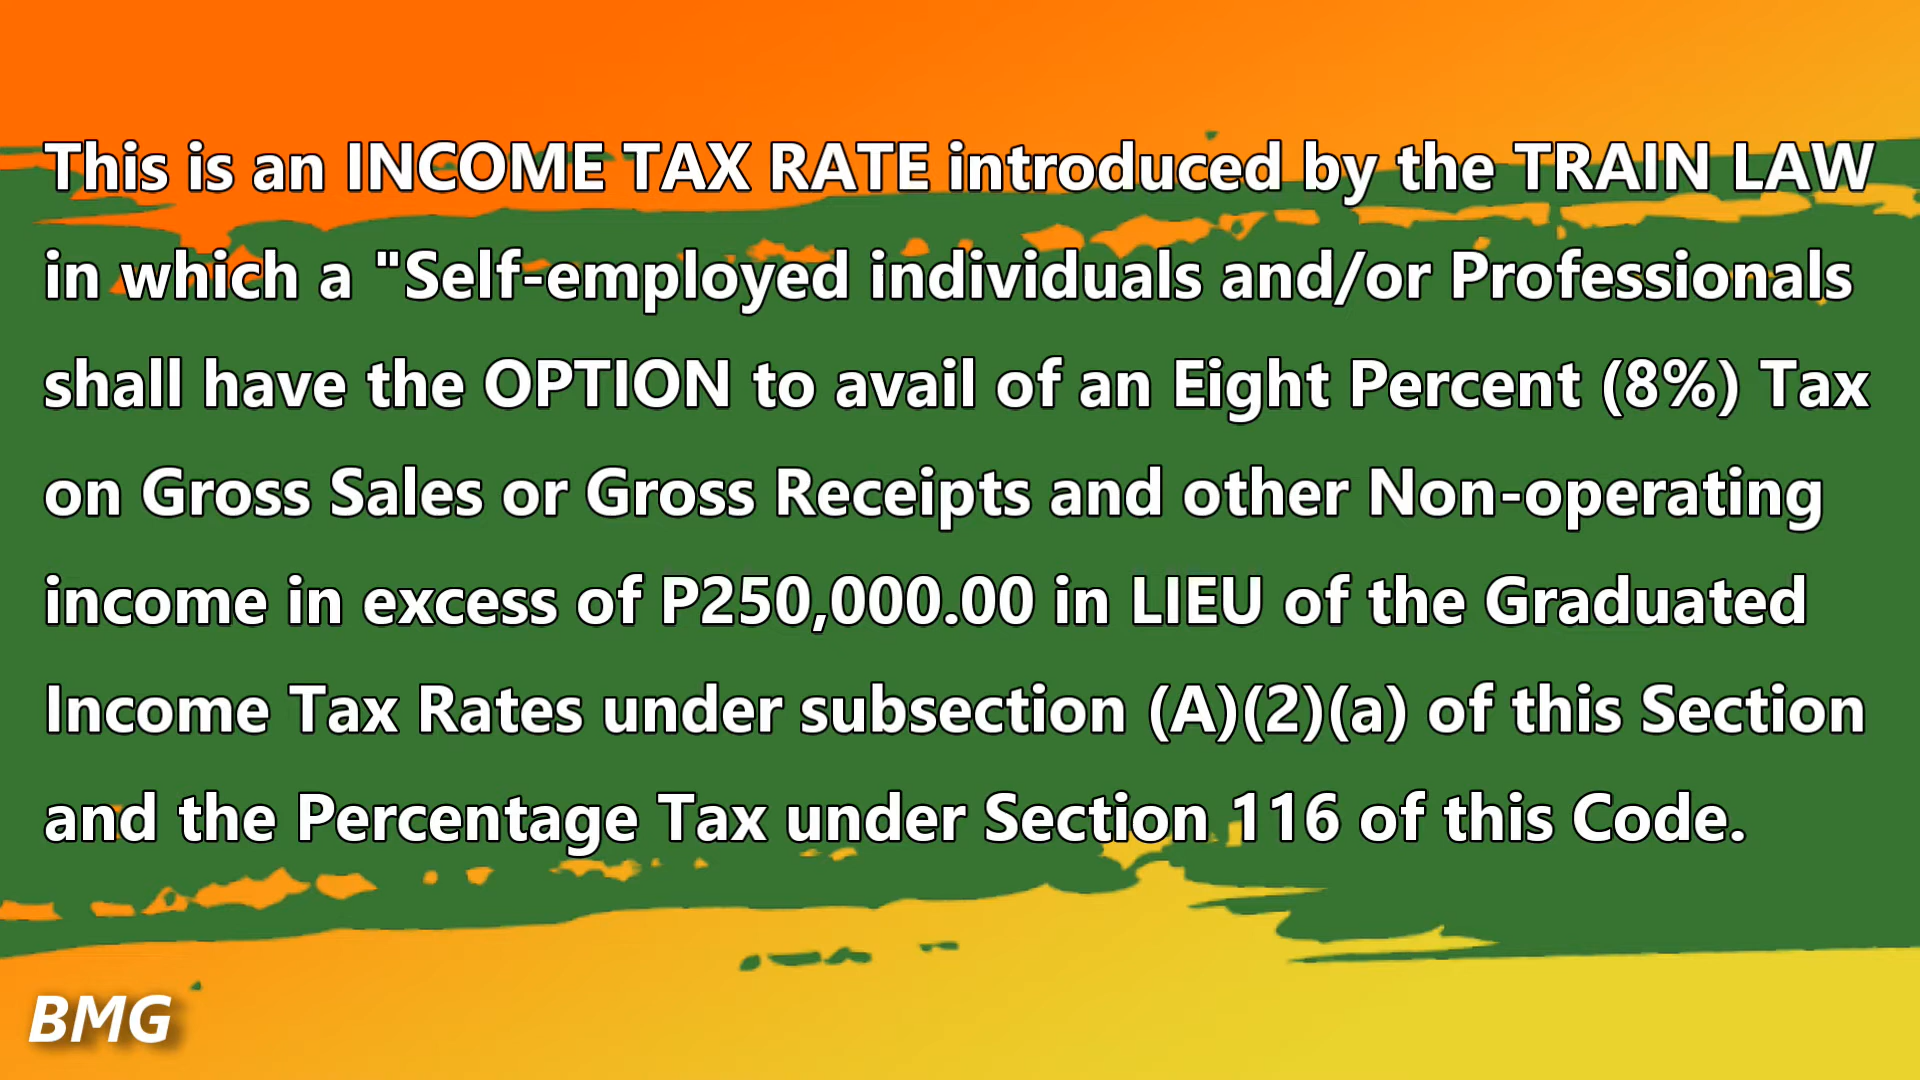 This is an INCOME TAX RATE introduced by the TRAIN LAW
in which a "Self-employed individuals and/or Professionals
shall have the OPTION to avail of an Eight Percent (8%) Tax
on Gross Sales or Gross Receipts and other Non-operating
income in excess of P250,000.00 in LIEU of the Graduated
Income Tax Rates under subsection (A)(2)(a) of this Section
and the Percentage Tax under Section 116 of this Code.
BMG